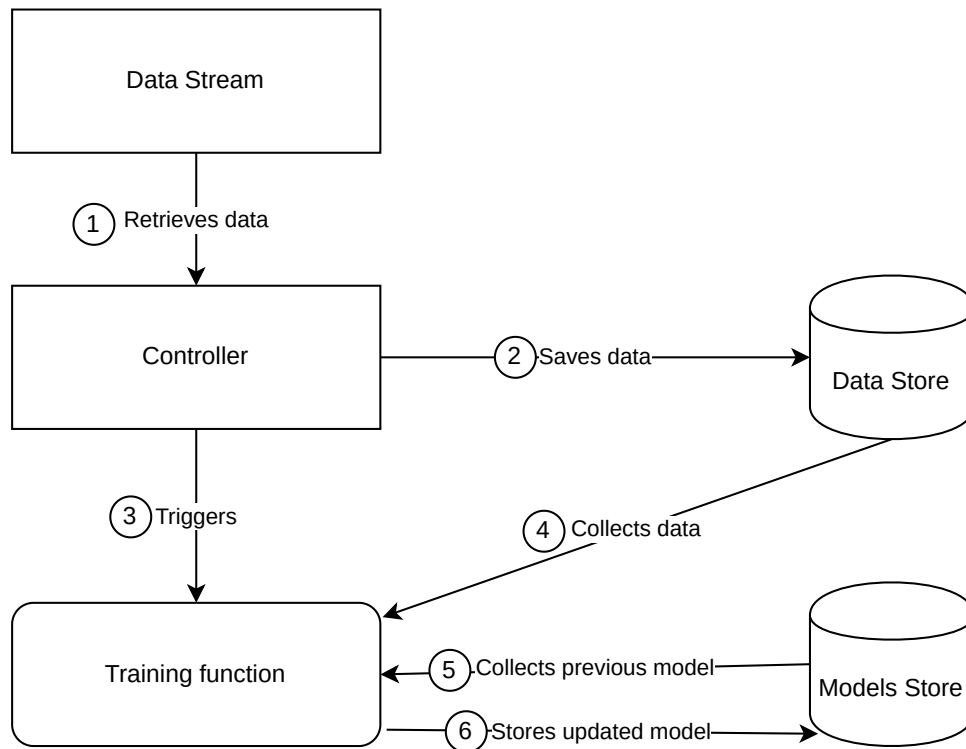 Data Stream
1 Retrieves data
Controller
2 Saves data
Data Store
3 Triggers
4 Collects data
Training function
5 Collects previous model
Models Store
6 Stores updated model